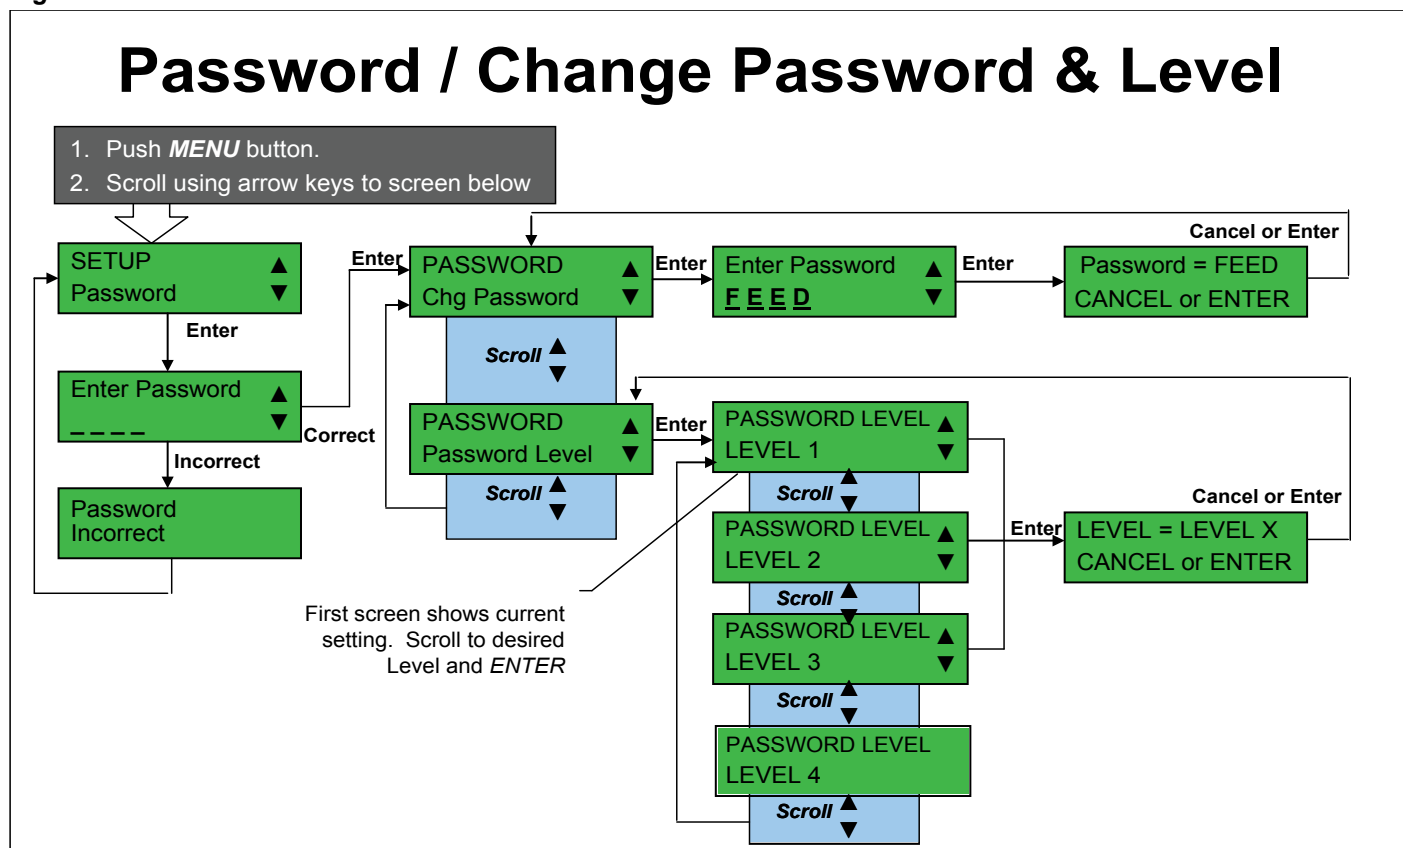 Password / Change Password & Level
1. Push MENU button.
2. Scroll using arrow keys to screen below
Cancel or Enter
SETUP
Password
Enter
PASSWORD
Chg Password
Enter
Enter Password
F E E D
Enter
Password = FEED
CANCEL or ENTER
Enter
Scroll
Enter Password
_ _ _ _
Correct
PASSWORD
Password Level
Enter
PASSWORD LEVEL
LEVEL 1
Incorrect
Scroll
Scroll
Cancel or Enter
Password
Incorrect
PASSWORD LEVEL
LEVEL 2
Enter
LEVEL = LEVEL X
CANCEL or ENTER
Scroll
First screen shows current
setting. Scroll to desired
Level and ENTER
PASSWORD LEVEL
LEVEL 3
Scroll
PASSWORD LEVEL
LEVEL 4
Scroll